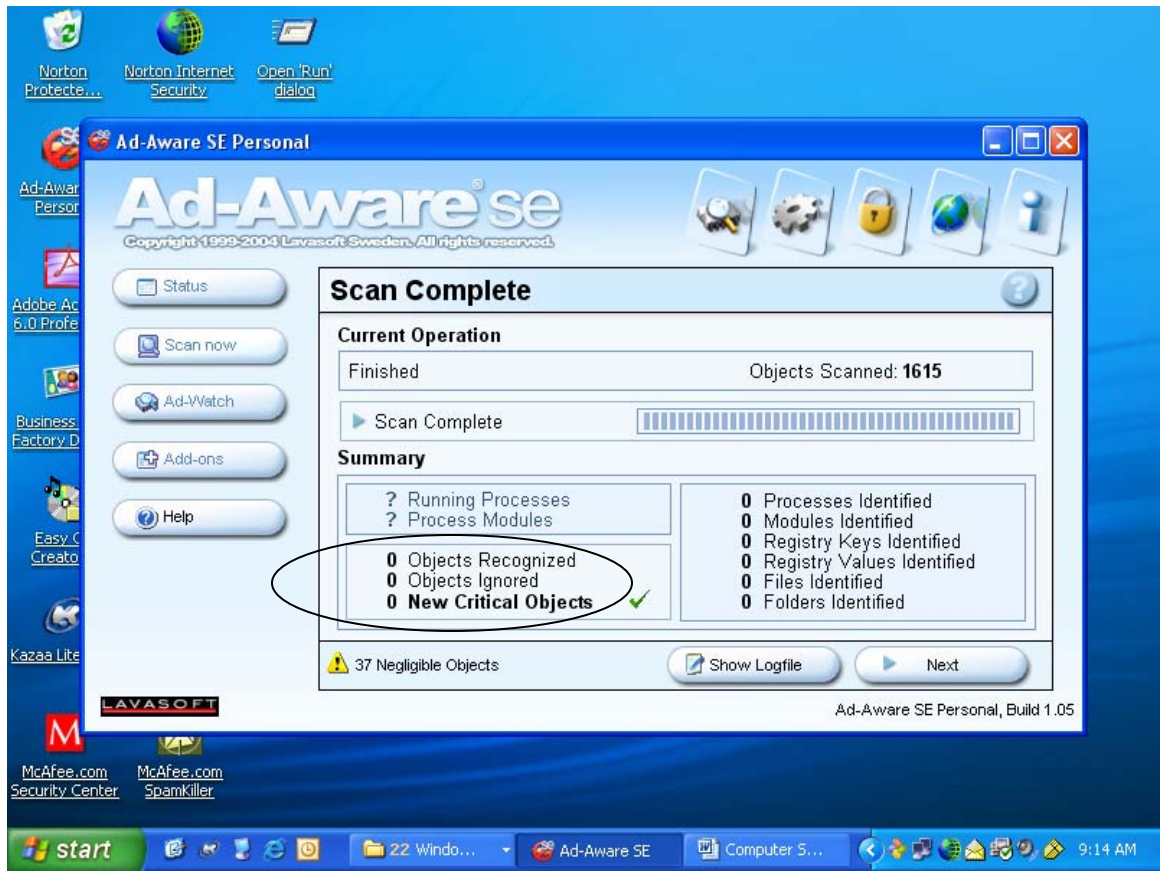 Norton
Protecte...
Norton Internet
Security
Open 'Run'
dialog
Ad-Aware SE Personal
Ad-Awar
Person
Ad-Aware® se
Copyright 1999-2004 Lavasoft Sweden. All rights reserved.
Status
Scan now
Ad-Watch
Add-ons
Help
Scan Complete
Current Operation
Finished
Objects Scanned: 1615
Scan Complete
Summary
? Running Processes
? Process Modules
0 Objects Recognized
0 Objects Ignored
0 New Critical Objects
0 Processes Identified
0 Modules Identified
0 Registry Keys Identified
0 Registry Values Identified
0 Files Identified
0 Folders Identified
37 Negligible Objects
Show Logfile
Next
LAVASOFT
Ad-Aware SE Personal, Build 1.05
Adobe Ac
6.0 Profe
Business
Factory D
Easy C
Creato
Kazaa Lite
M
McAfee.com
Security Center
McAfee.com
SpamKiller
start
22 Windo...
Ad-Aware SE
Computer S...
9:14 AM